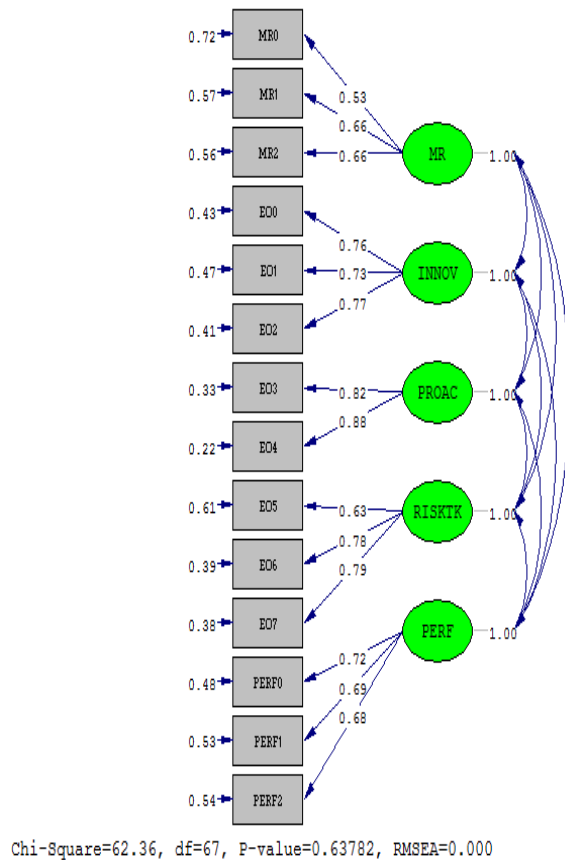 0.72 MR0
0.53
0.57 MR1
0.66
0.56 MR2 0.66 MR 1.00
0.43 EO0
0.76
0.47 EO1 0.73 INNOV 1.00
0.77
0.41 EO2
0.33 EO3 0.82 PROAC 1.00
0.88
0.22 EO4
0.61 EO5 0.63 RISKTK 1.00
0.78
0.39 EO6
0.79
0.38 EO7 PERF 1.00
0.72
0.48 PERF0
0.69
0.68
0.53 PERF1
0.54 PERF2
Chi-Square=62.36, df=67, P-value=0.63782, RMSEA=0.000